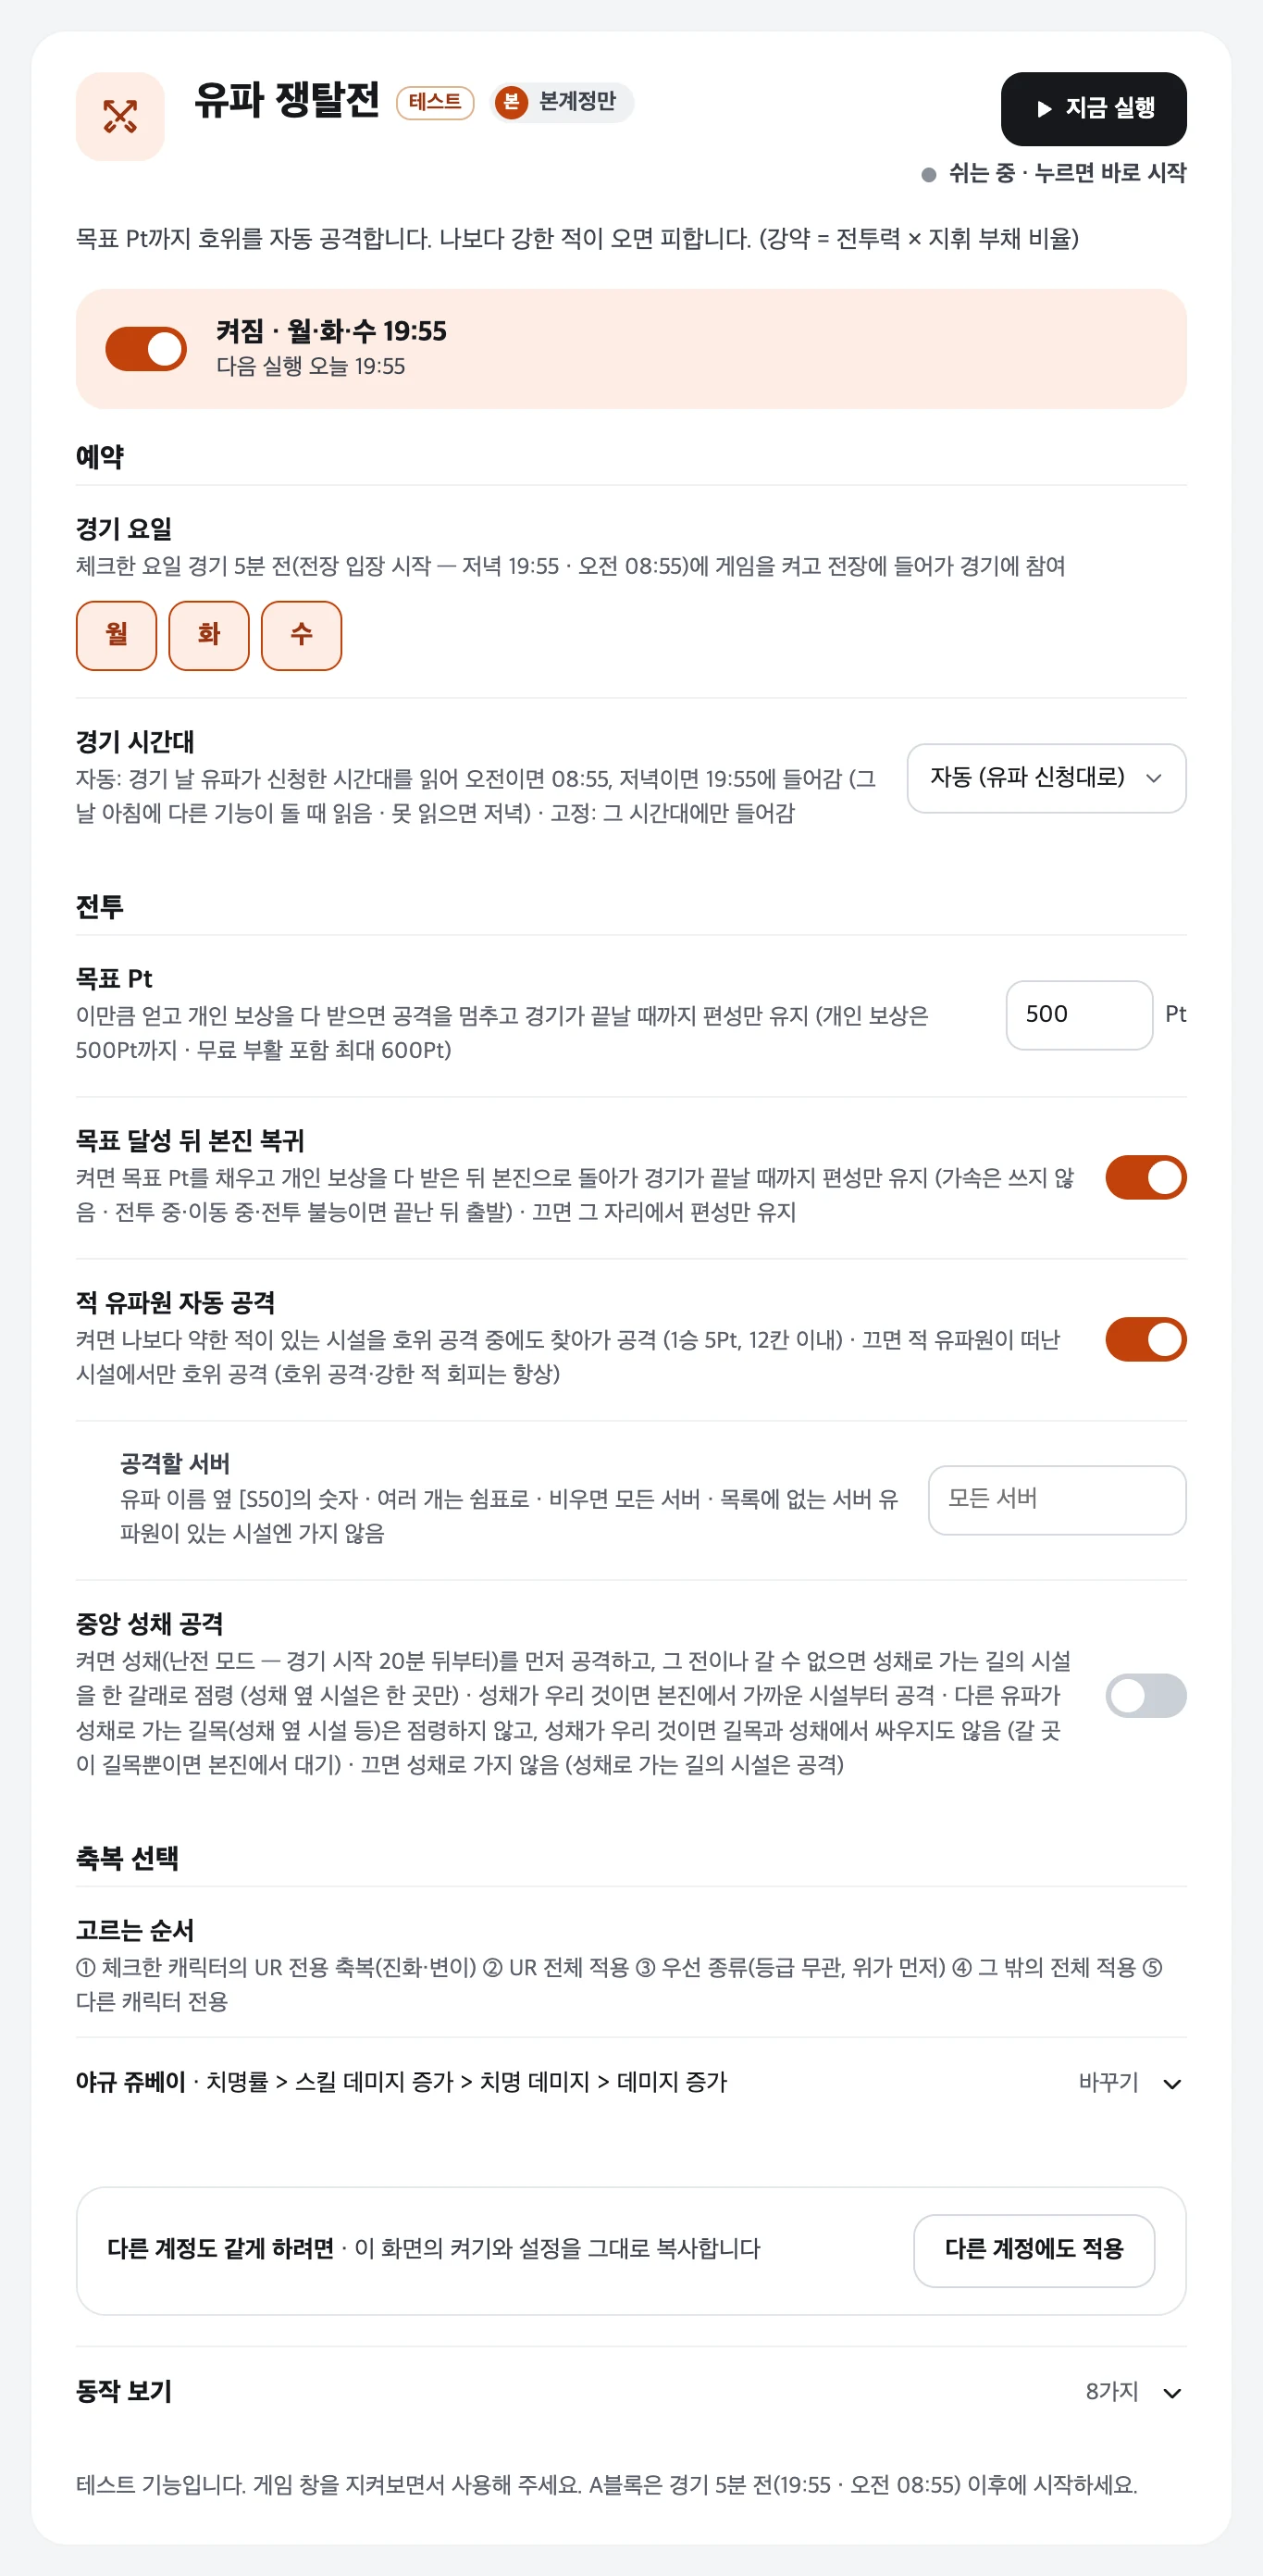 유파 쟁탈전 테스트 본 본계정만
▶ 지금 실행
쉬는 중 · 누르면 바로 시작
목표 Pt까지 호위를 자동 공격합니다. 나보다 강한 적이 오면 피합니다. (강약 = 전투력 × 지휘 부채 비율)
켜짐 · 월·화·수 19:55
다음 실행 오늘 19:55
예약
경기 요일
체크한 요일 경기 5분 전(전장 입장 시작 — 저녁 19:55 · 오전 08:55)에 게임을 켜고 전장에 들어가 경기에 참여
월 화 수
경기 시간대
자동: 경기 날 유파가 신청한 시간대를 읽어 오전이면 08:55, 저녁이면 19:55에 들어감 (그
날 아침에 다른 기능이 돌 때 읽음 · 못 읽으면 저녁) · 고정: 그 시간대에만 들어감
자동 (유파 신청대로)
전투
목표 Pt
이만큼 얻고 개인 보상을 다 받으면 공격을 멈추고 경기가 끝날 때까지 편성만 유지 (개인 보상은
500Pt까지 · 무료 부활 포함 최대 600Pt)
500 Pt
목표 달성 뒤 본진 복귀
켜면 목표 Pt를 채우고 개인 보상을 다 받은 뒤 본진으로 돌아가 경기가 끝날 때까지 편성만 유지 (가속은 쓰지 않
음 · 전투 중·이동 중·전투 불능이면 끝난 뒤 출발) · 끄면 그 자리에서 편성만 유지
적 유파원 자동 공격
켜면 나보다 약한 적이 있는 시설을 호위 공격 중에도 찾아가 공격 (1승 5Pt, 12칸 이내) · 끄면 적 유파원이 떠난
시설에서만 호위 공격 (호위 공격·강한 적 회피는 항상)
공격할 서버
유파 이름 옆 [S50]의 숫자 · 여러 개는 쉼표로 · 비우면 모든 서버 · 목록에 없는 서버 유
파원이 있는 시설엔 가지 않음
모든 서버
중앙 성채 공격
켜면 성채(난전 모드 — 경기 시작 20분 뒤부터)를 먼저 공격하고, 그 전이나 갈 수 없으면 성채로 가는 길의 시설
을 한 갈래로 점령 (성채 옆 시설은 한 곳만) · 성채가 우리 것이면 본진에서 가까운 시설부터 공격 · 다른 유파가
성채로 가는 길목(성채 옆 시설 등)은 점령하지 않고, 성채가 우리 것이면 길목과 성채에서 싸우지도 않음 (갈 곳
이 길목뿐이면 본진에서 대기) · 끄면 성채로 가지 않음 (성채로 가는 길의 시설은 공격)
축복 선택
고르는 순서
① 체크한 캐릭터의 UR 전용 축복(진화·변이) ② UR 전체 적용 ③ 우선 종류(등급 무관, 위가 먼저) ④ 그 밖의 전체 적용 ⑤
다른 캐릭터 전용
야규 쥬베이 · 치명률 > 스킬 데미지 증가 > 치명 데미지 > 데미지 증가
바꾸기
다른 계정도 같게 하려면 · 이 화면의 켜기와 설정을 그대로 복사합니다
다른 계정에도 적용
동작 보기
8가지
테스트 기능입니다. 게임 창을 지켜보면서 사용해 주세요. A블록은 경기 5분 전(19:55 · 오전 08:55) 이후에 시작하세요.